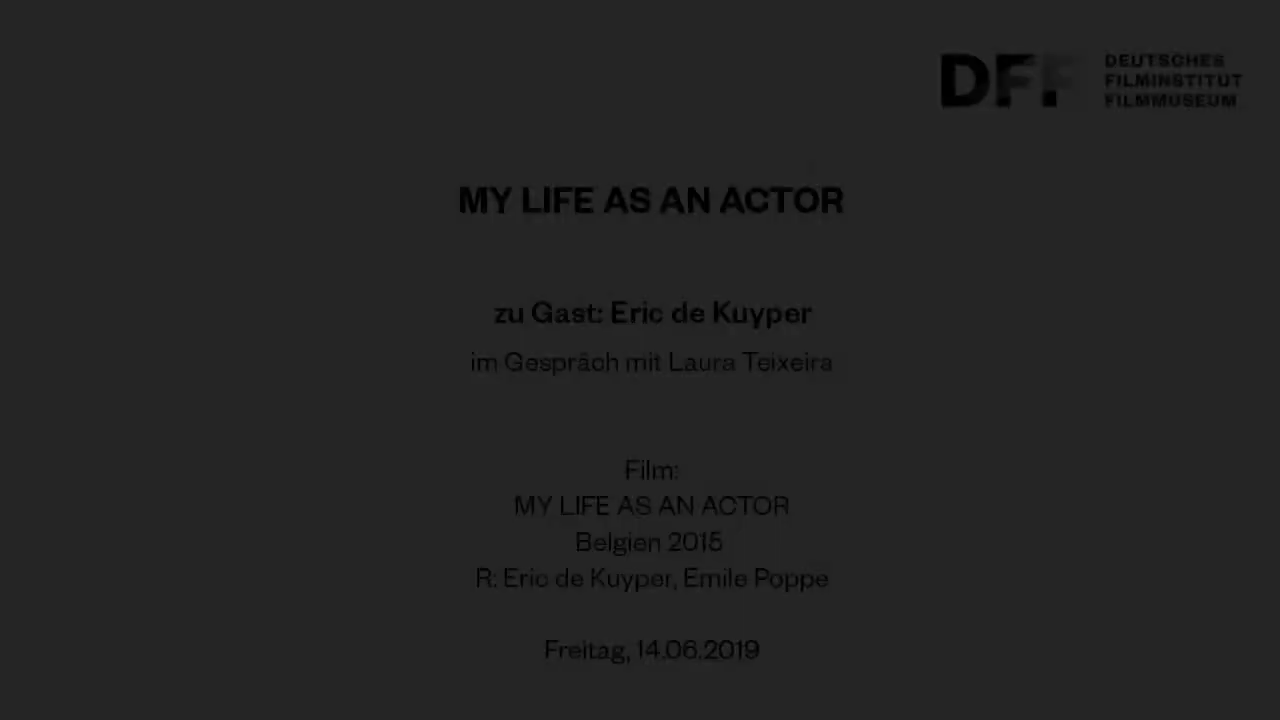 DFF
DEUTSCHES
FILMINSTITUT
FILMMUSEUM
MY LIFE AS AN ACTOR
zu Gast: Eric de Kuyper
im Gespräch mit Laura Teixeira
Film:
MY LIFE AS AN ACTOR
Belgien 2015
R: Eric de Kuyper, Emile Poppe
Freitag, 14.06.2019